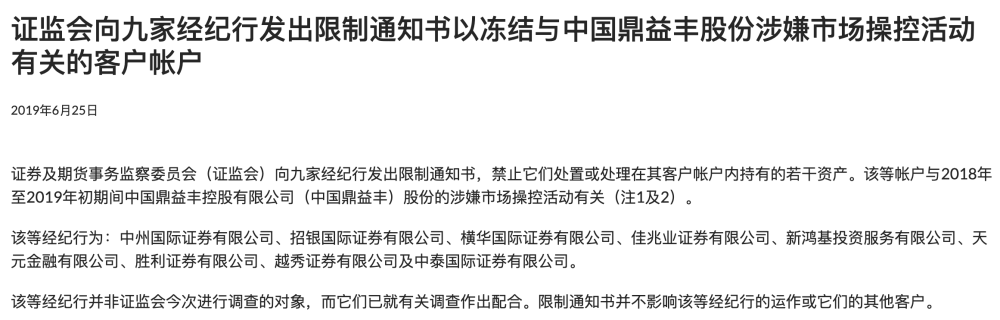 证监会向九家经纪行发出限制通知书以冻结与中国鼎益丰股份涉嫌市场操控活动
有关的客户帐户
2019年6月25日
证券及期货事务监察委员会（证监会）向九家经纪行发出限制通知书，禁止它们处置或处理在其客户帐户内持有的若干资产。该等帐户与2018年
至2019年初期间中国鼎益丰控股有限公司（中国鼎益丰）股份的涉嫌市场操控活动有关（注1及2）。
该等经纪行为：中州国际证券有限公司、招银国际证券有限公司、横华国际证券有限公司、佳兆业证券有限公司、新鸿基投资服务有限公司、天
元金融有限公司、胜利证券有限公司、越秀证券有限公司及中泰国际证券有限公司。
该等经纪行并非证监会今次进行调查的对象，而它们已就有关调查作出配合。限制通知书并不影响该等经纪行的运作或它们的其他客户。